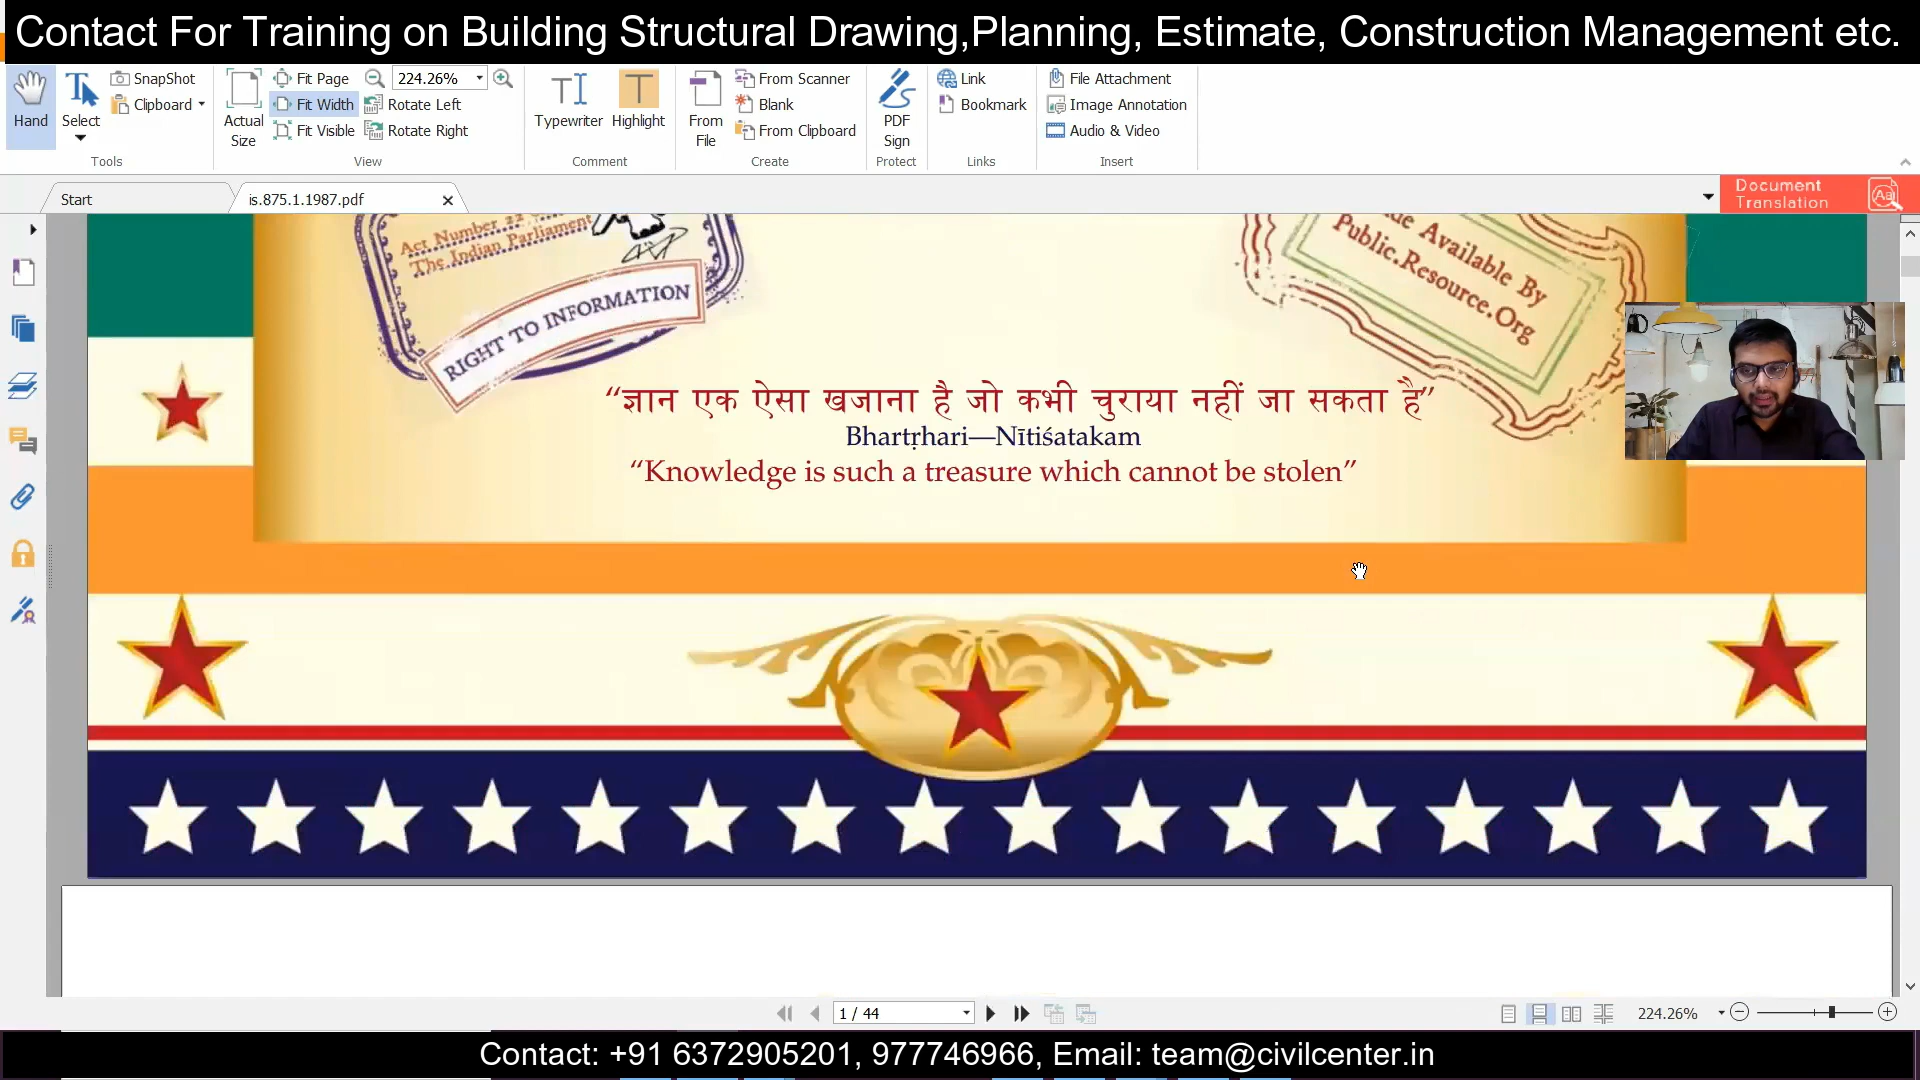 Contact For Training on Building Structural Drawing,Planning, Estimate, Construction Management etc.
Hand
Select
SnapShot
Clipboard
Tools
Actual
Size
Fit Page
Fit Width
Fit Visible
224.26%
Rotate Left
Rotate Right
View
Typewriter
Highlight
Comment
From
File
From Scanner
Blank
From Clipboard
Create
PDF
Sign
Protect
Link
Bookmark
Links
File Attachment
Image Annotation
Audio & Video
Insert
Start
is.875.1.1987.pdf
Document
Translation
Act Number 22
The Indian Parliament
RIGHT TO INFORMATION
Available By
Public.Resource.Org
“ज्ञान एक ऐसा खजाना है जो कभी चुराया नहीं जा सकता है”
Bhartṛhari—Nītiśatakam
“Knowledge is such a treasure which cannot be stolen”
1 / 44
224.26%
Contact: +91 6372905201, 977746966, Email: team@civilcenter.in